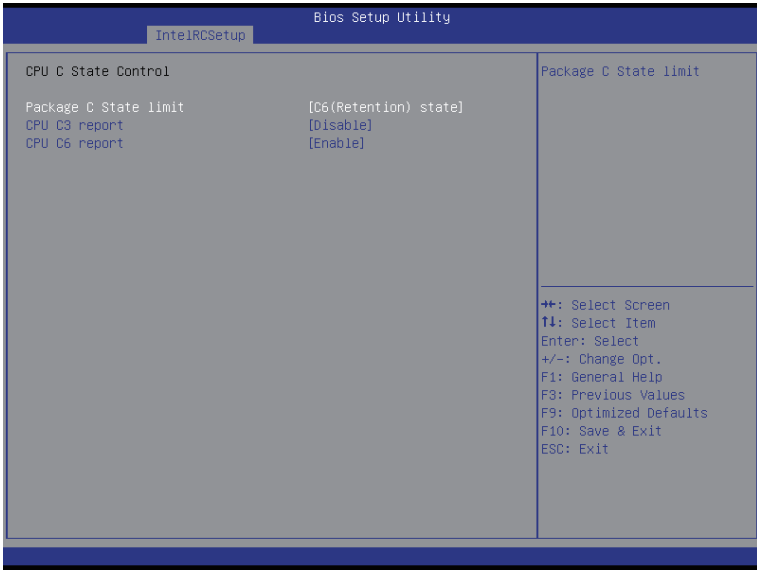 Bios Setup Utility
IntelRCSetup
CPU C State Control
Package C State limit [C6(Retention) state]
CPU C3 report [Disable]
CPU C6 report [Enable]
Package C State limit
→←: Select Screen
↑↓: Select Item
Enter: Select
+/-: Change Opt.
F1: General Help
F3: Previous Values
F9: Optimized Defaults
F10: Save & Exit
ESC: Exit